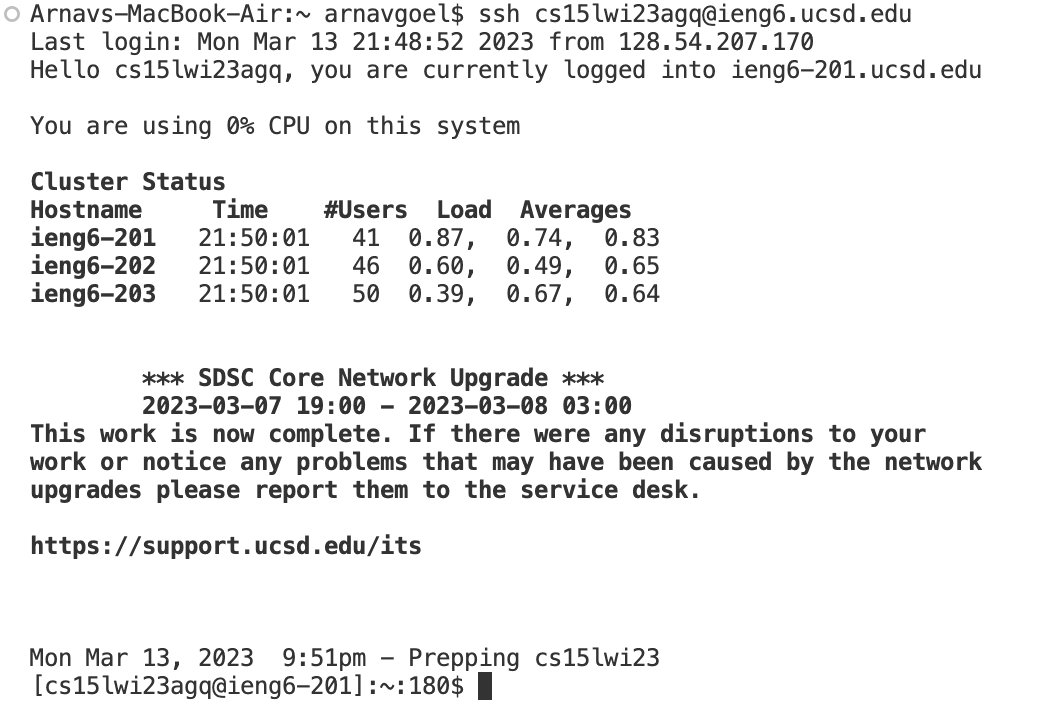 Arnavs-MacBook-Air:~ arnavgoel$ ssh cs15lwi23agq@ieng6.ucsd.edu
Last login: Mon Mar 13 21:48:52 2023 from 128.54.207.170
Hello cs15lwi23agq, you are currently logged into ieng6-201.ucsd.edu
You are using 0% CPU on this system
Cluster Status
Hostname     Time    #Users  Load  Averages
ieng6-201   21:50:01   41  0.87,  0.74,  0.83
ieng6-202   21:50:01   46  0.60,  0.49,  0.65
ieng6-203   21:50:01   50  0.39,  0.67,  0.64
*** SDSC Core Network Upgrade ***
2023-03-07 19:00 - 2023-03-08 03:00
This work is now complete. If there were any disruptions to your
work or notice any problems that may have been caused by the network
upgrades please report them to the service desk.
https://support.ucsd.edu/its
Mon Mar 13, 2023  9:51pm - Prepping cs15lwi23
[cs15lwi23agq@ieng6-201]:~:180$